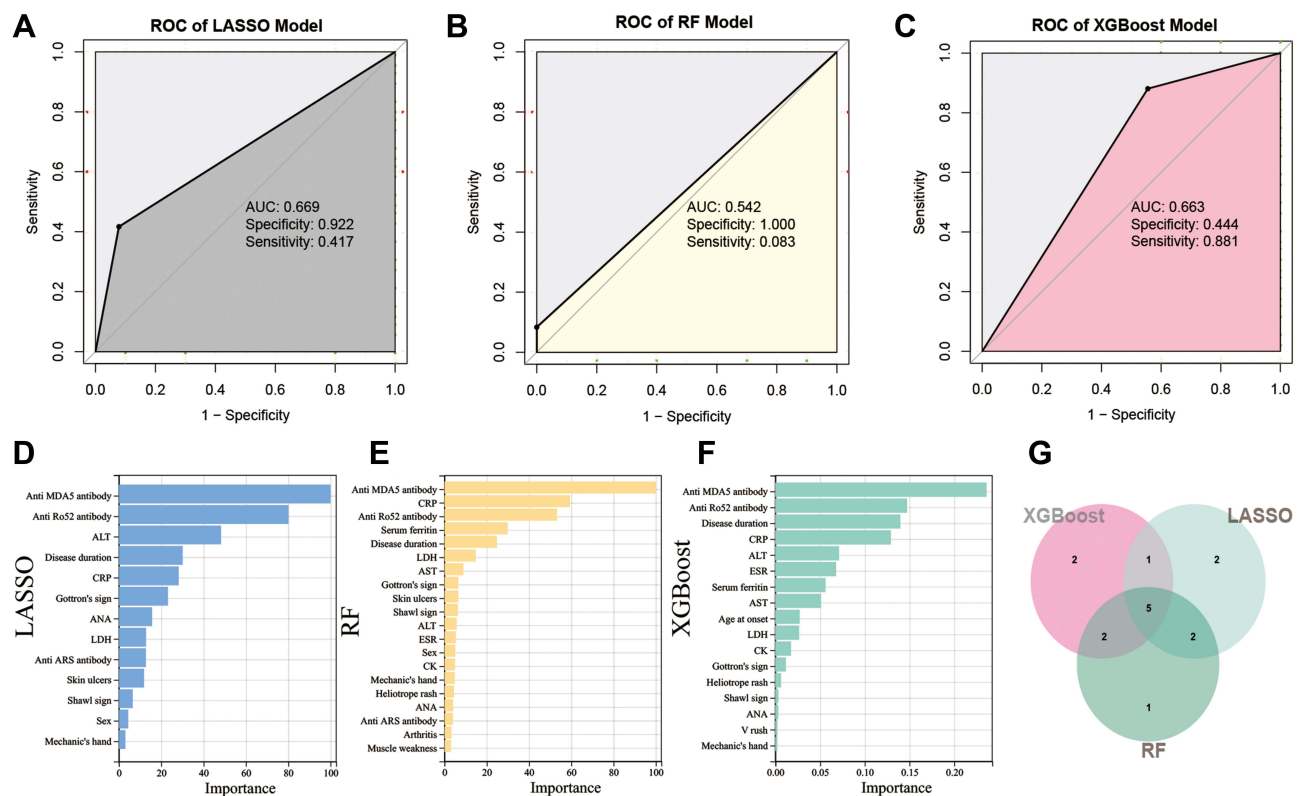 A
ROC of LASSO Model
Sensitivity
1.0
0.8
0.6
0.4
0.2
0.0
AUC: 0.669
Specificity: 0.922
Sensitivity: 0.417
0.0 0.2 0.4 0.6 0.8 1.0
1 − Specificity
B
ROC of RF Model
Sensitivity
1.0
0.8
0.6
0.4
0.2
0.0
AUC: 0.542
Specificity: 1.000
Sensitivity: 0.083
0.0 0.2 0.4 0.6 0.8 1.0
1 − Specificity
C
ROC of XGBoost Model
Sensitivity
1.0
0.8
0.6
0.4
0.2
0.0
AUC: 0.663
Specificity: 0.444
Sensitivity: 0.881
0.0 0.2 0.4 0.6 0.8 1.0
1 − Specificity
D
LASSO
Anti MDA5 antibody
Anti Ro52 antibody
ALT
Disease duration
CRP
Gottron's sign
ANA
LDH
Anti ARS antibody
Skin ulcers
Shawl sign
Sex
Mechanic's hand
0 20 40 60 80 100
Importance
E
RF
Anti MDA5 antibody
CRP
Anti Ro52 antibody
Serum ferritin
Disease duration
LDH
AST
Gottron's sign
Skin ulcers
Shawl sign
ALT
ESR
Sex
CK
Mechanic's hand
Heliotrope rash
ANA
Anti ARS antibody
Arthritis
Muscle weakness
0 20 40 60 80 100
Importance
F
XGBoost
Anti MDA5 antibody
Anti Ro52 antibody
Disease duration
CRP
ALT
ESR
Serum ferritin
AST
Age at onset
LDH
CK
Gottron's sign
Heliotrope rash
Shawl sign
ANA
V rush
Mechanic's hand
0.00 0.05 0.10 0.15 0.20
Importance
G
XGBoost LASSO
2 1 2
5
2 2
1
RF